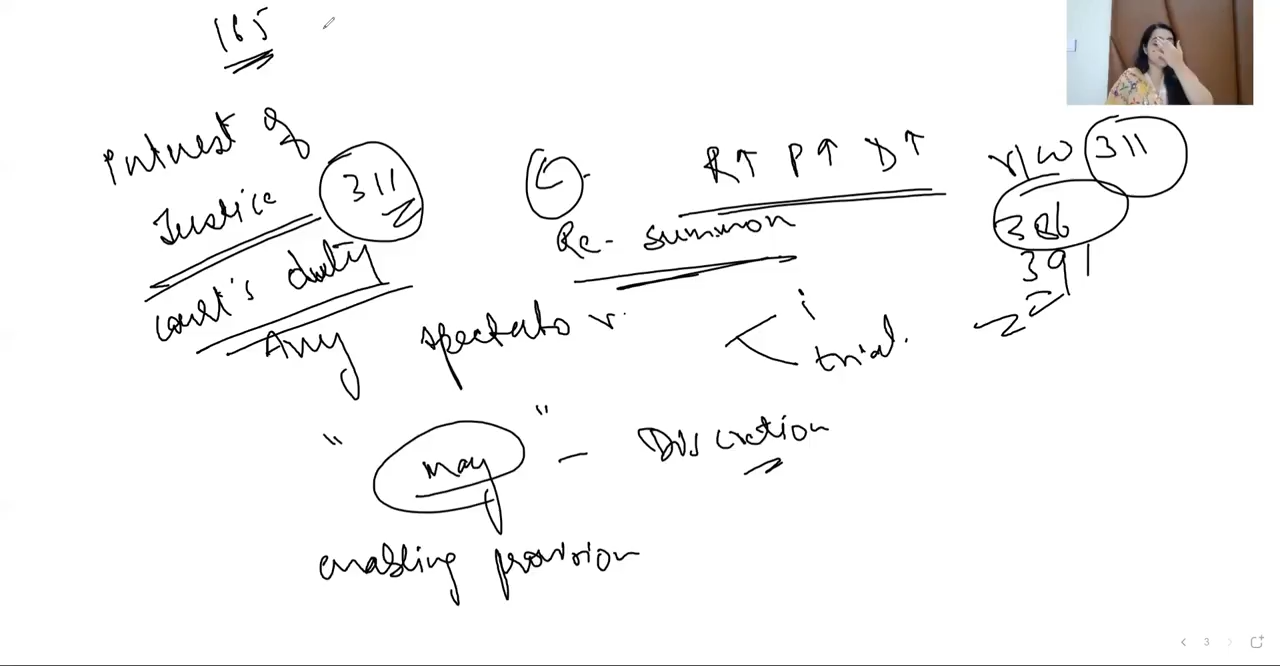 165
Interest of
Justice 311
court's duty
Any spectator.
C.
R↑ P↑ D↑
Re-summon
r/w 311
386
391
i
trial.
"may" – Discretion
enabling provision
3